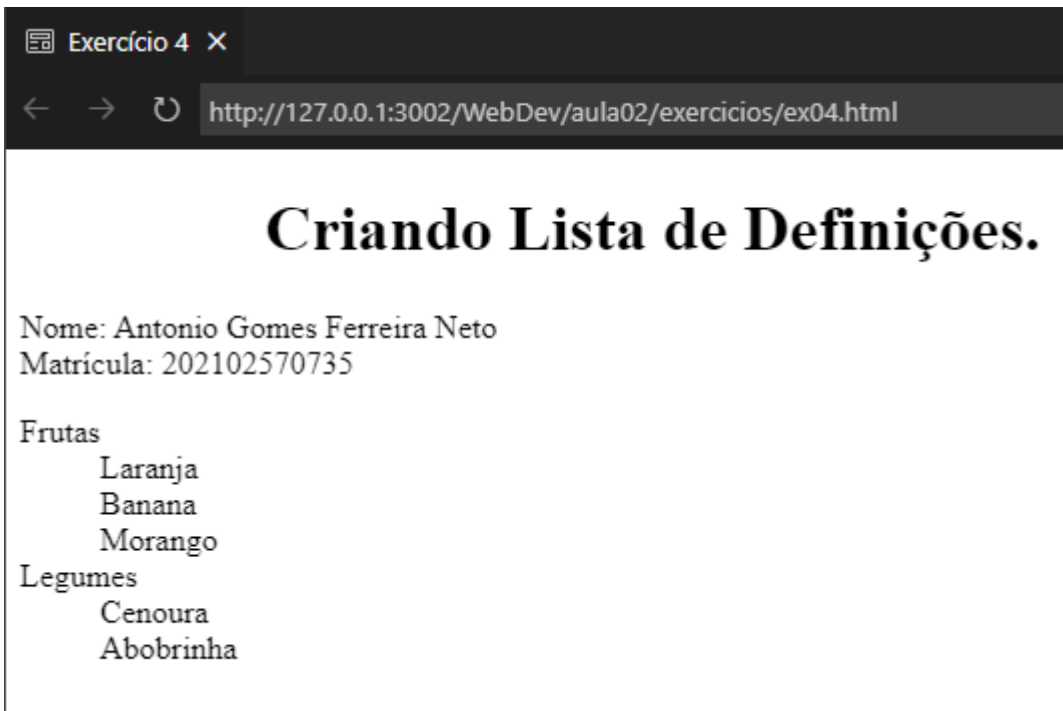 Exercício 4
http://127.0.0.1:3002/WebDev/aula02/exercicios/ex04.html
Criando Lista de Definições.
Nome: Antonio Gomes Ferreira Neto
Matrícula: 202102570735
Frutas
Laranja
Banana
Morango
Legumes
Cenoura
Abobrinha